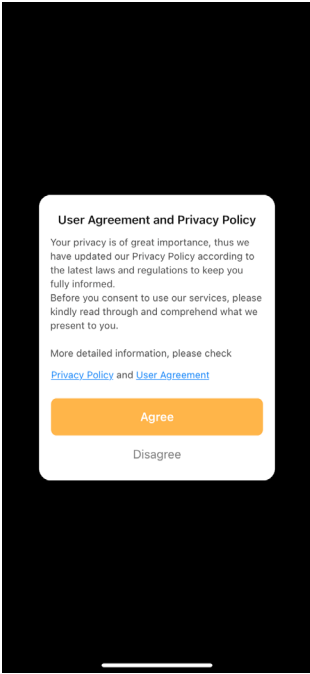 User Agreement and Privacy Policy
Your privacy is of great importance, thus we
have updated our Privacy Policy according to
the latest laws and regulations to keep you
fully informed.
Before you consent to use our services, please
kindly read through and comprehend what we
present to you.
More detailed information, please check
Privacy Policy and User Agreement
Agree
Disagree